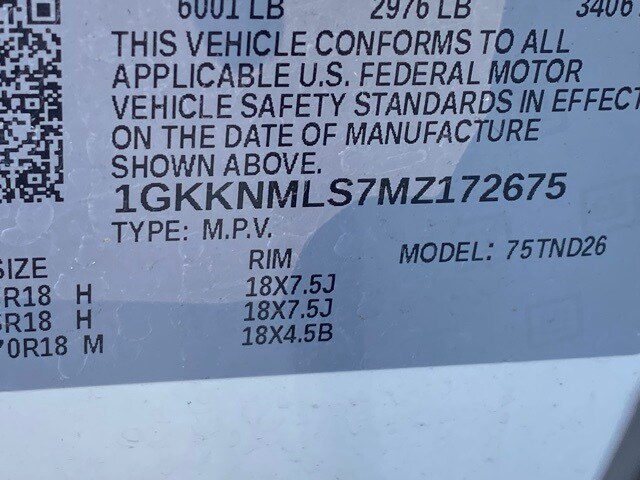 6001 LB 2976 LB 3406
THIS VEHICLE CONFORMS TO ALL
APPLICABLE U.S. FEDERAL MOTOR
VEHICLE SAFETY STANDARDS IN EFFECT
ON THE DATE OF MANUFACTURE
SHOWN ABOVE.
1GKKNMLS7MZ172675
TYPE: M.P.V. MODEL: 75TND26
SIZE RIM
R18 H 18X7.5J
R18 H 18X7.5J
70R18 M 18X4.5B